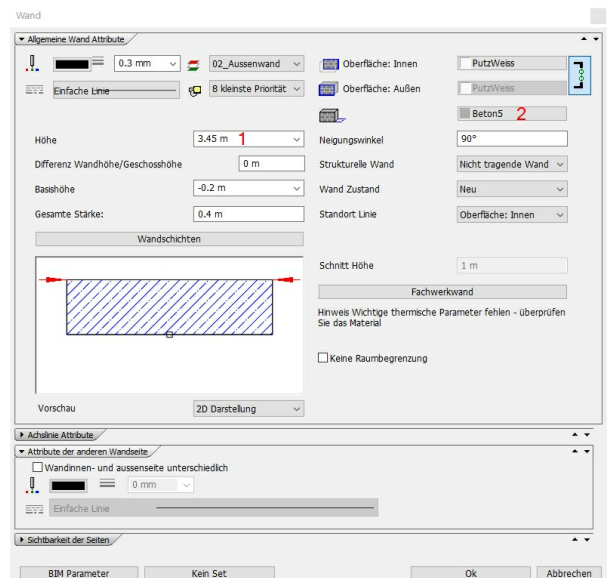 Wand
Allgemeine Wand Attribute
0.3 mm
02_Aussenwand
Oberfläche: Innen
PutzWeiss
Einfache Linie
8 kleinste Priorität
Oberfläche: Außen
PutzWeiss
Beton5 2
Höhe
3.45 m 1
Neigungswinkel
90°
Differenz Wandhöhe/Geschosshöhe
0 m
Strukturelle Wand
Nicht tragende Wand
Basishöhe
-0.2 m
Wand Zustand
Neu
Gesamte Stärke:
0.4 m
Standort Linie
Oberfläche: Innen
Wandschichten
Schnitt Höhe
1 m
Fachwerkwand
Hinweis Wichtige thermische Parameter fehlen - überprüfen
Sie das Material
Keine Raumbegrenzung
Vorschau
2D Darstellung
Achslinie Attribute
Attribute der anderen Wandseite
Wandinnen- und aussenseite unterschiedlich
0 mm
Einfache Linie
Sichtbarkeit der Seiten
BIM Parameter
Kein Set
Ok
Abbrechen